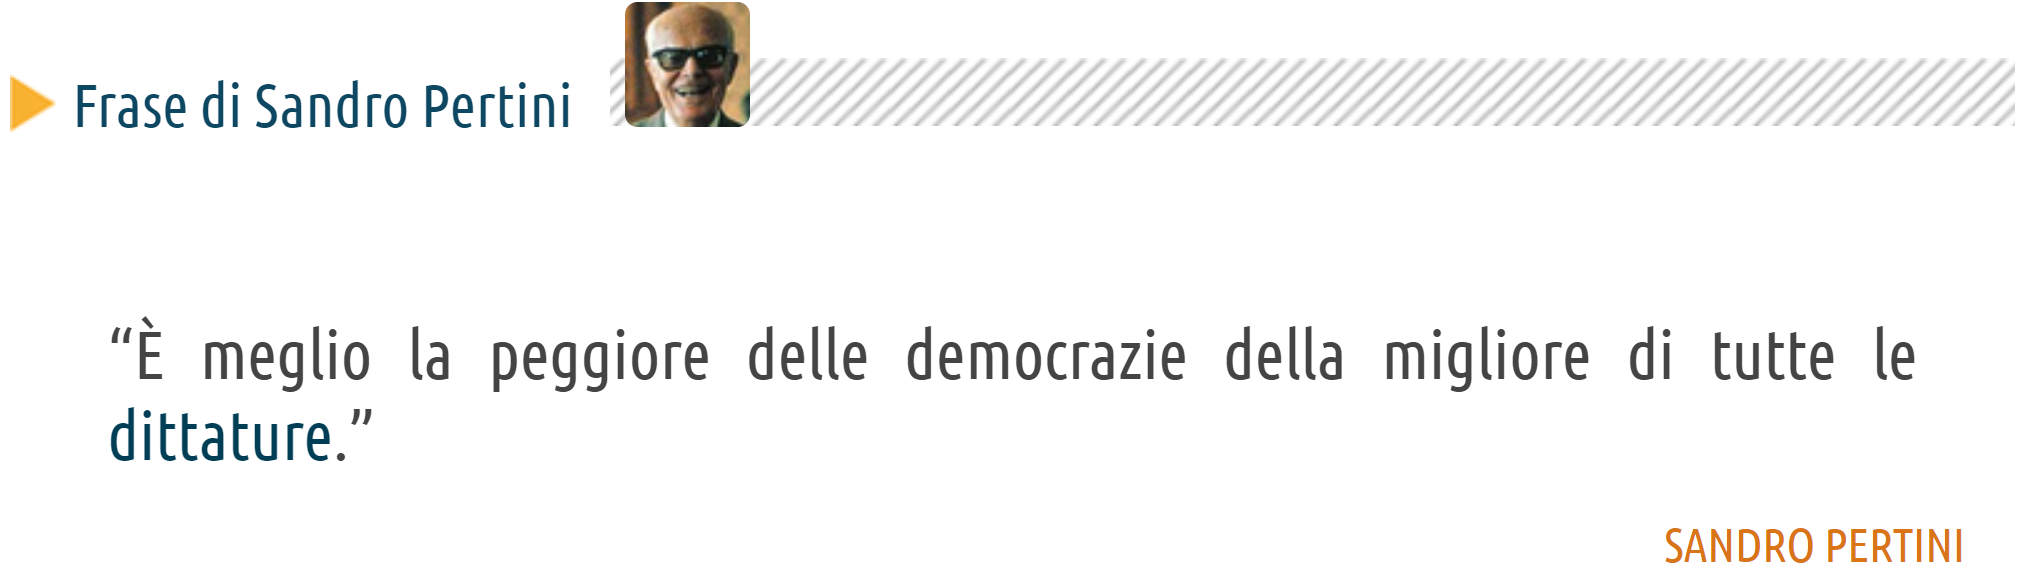 Frase di Sandro Pertini
“È meglio la peggiore delle democrazie della migliore di tutte le
dittature.”
SANDRO PERTINI